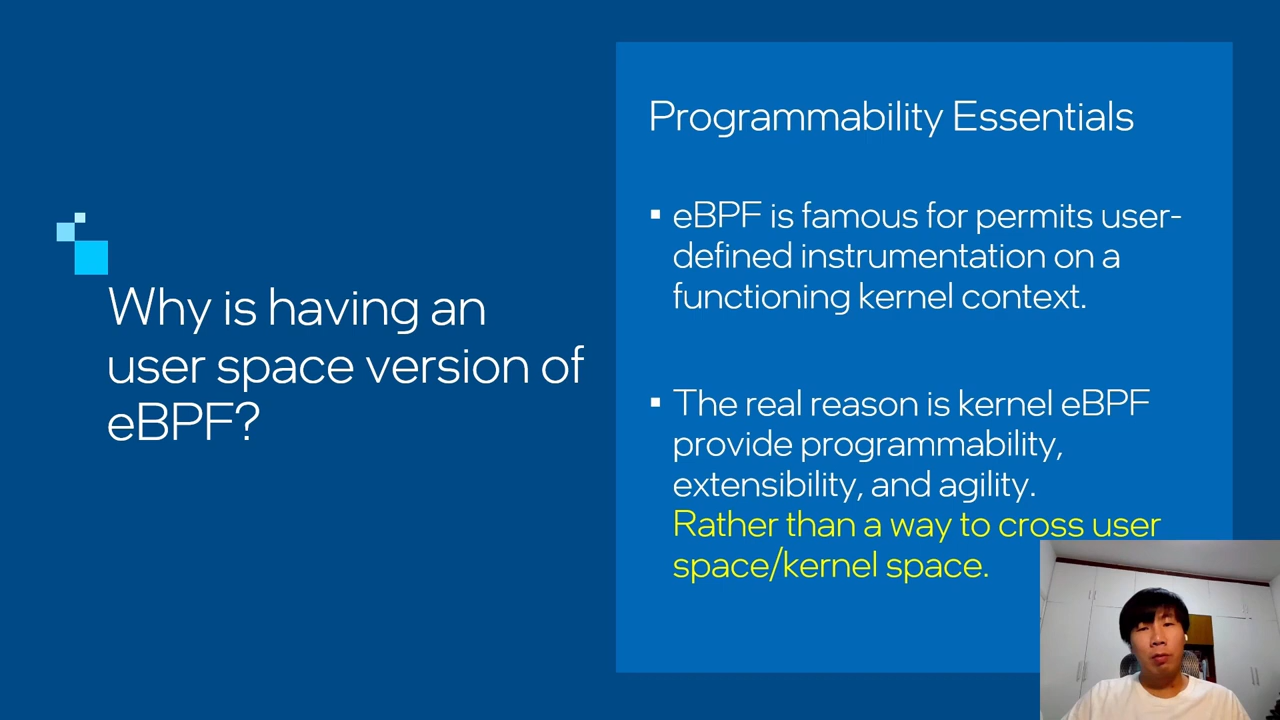 Why is having an
user space version of
eBPF?
Programmability Essentials
▪ eBPF is famous for permits user-
defined instrumentation on a
functioning kernel context.
▪ The real reason is kernel eBPF
provide programmability,
extensibility, and agility.
Rather than a way to cross user
space/kernel space.